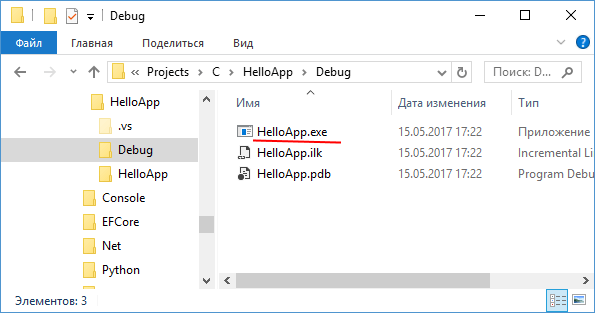 Debug
Файл Главная Поделиться Вид
Projects C HelloApp Debug Поиск: D...
HelloApp
.vs
Debug
HelloApp
Console
EFCore
Net
Python
Имя Дата изменения Тип
HelloApp.exe 15.05.2017 17:22 Приложение
HelloApp.ilk 15.05.2017 17:22 Incremental Li
HelloApp.pdb 15.05.2017 17:22 Program Debu
Элементов: 3